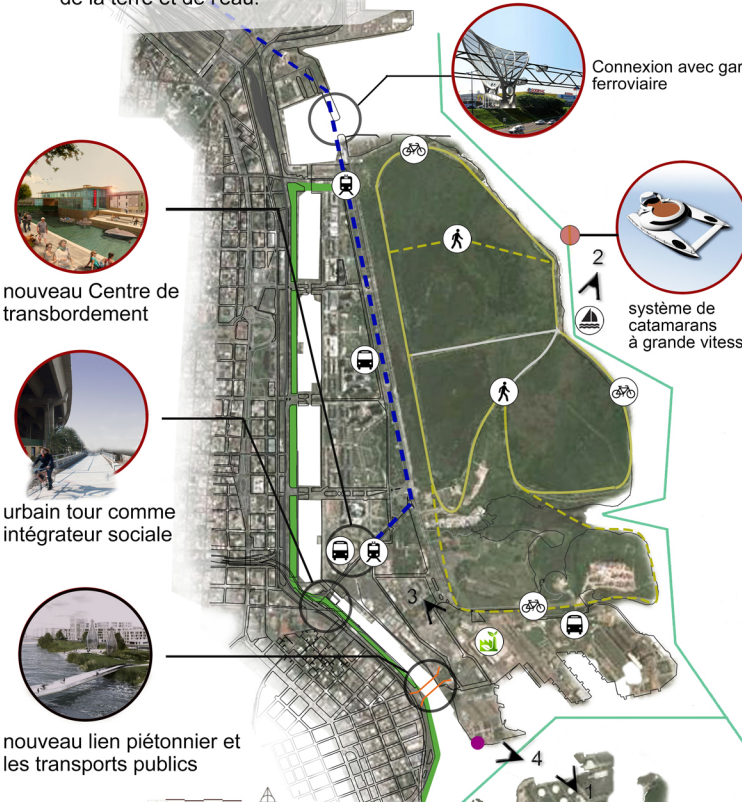 de la terre et de l'eau.
Connexion avec gar
ferroviaire
nouveau Centre de
transbordement
2
système de
catamarans
à grande vitess
urbain tour comme
intégrateur sociale
3
nouveau lien piétonnier et
les transports publics
4
1